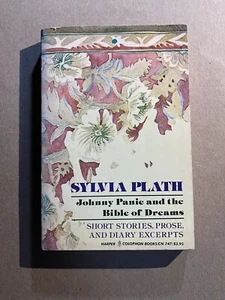 SYLVIA PLATH
Johnny Panic and the
Bible of Dreams
SHORT STORIES, PROSE,
AND DIARY EXCERPTS
HARPER COLOPHON BOOKS/CN 747/$3.95